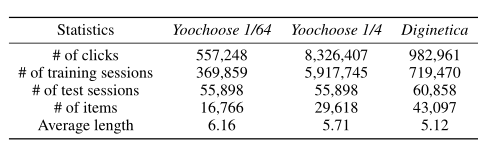 Statistics Yoochoose 1/64 Yoochoose 1/4 Diginetica
# of clicks 557,248 8,326,407 982,961
# of training sessions 369,859 5,917,745 719,470
# of test sessions 55,898 55,898 60,858
# of items 16,766 29,618 43,097
Average length 6.16 5.71 5.12